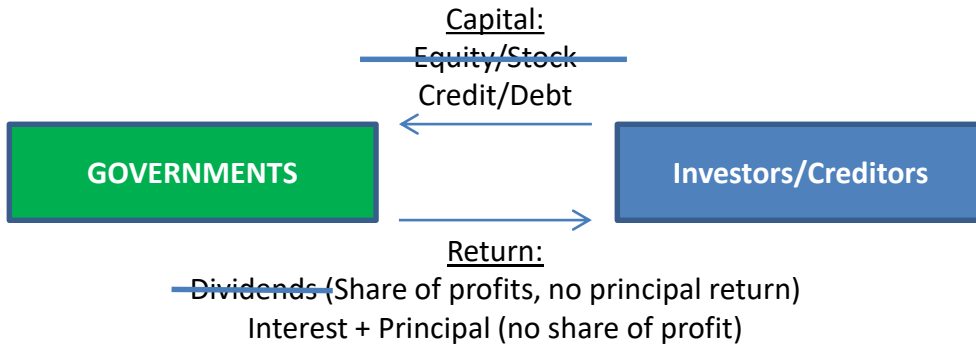 Capital:
Equity/Stock
Credit/Debt
GOVERNMENTS
Investors/Creditors
Return:
Dividends (Share of profits, no principal return)
Interest + Principal (no share of profit)